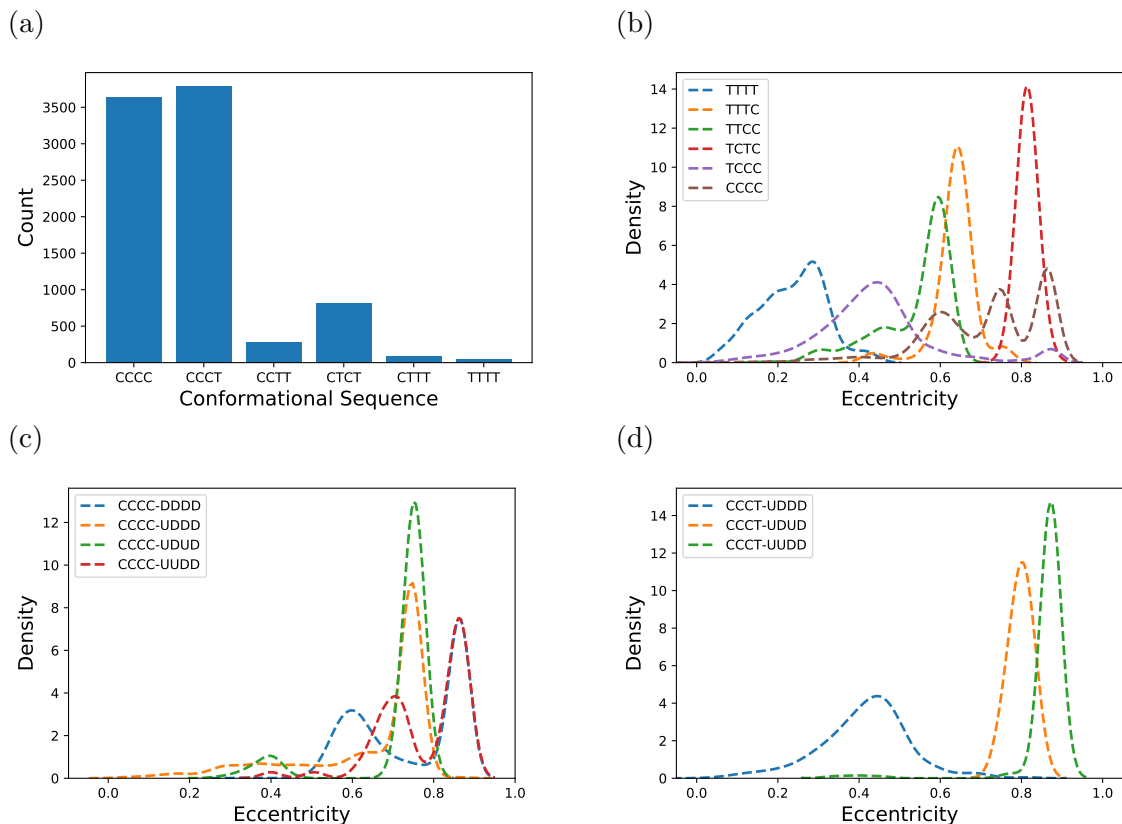 (a)
3500
3000
2500
2000
1500
1000
500
0
Count
CCCC CCCT CCTT CTCT CTTT TTTT
Conformational Sequence
(b)
14
12
10
8
6
4
2
0
Density
TTTT
TTTC
TTCC
TCTC
TCCC
CCCC
0.0 0.2 0.4 0.6 0.8 1.0
Eccentricity
(c)
12
10
8
6
4
2
0
Density
CCCC-DDDD
CCCC-UDDD
CCCC-UDUD
CCCC-UUDD
0.0 0.2 0.4 0.6 0.8 1.0
Eccentricity
(d)
14
12
10
8
6
4
2
0
Density
CCCT-UDDD
CCCT-UDUD
CCCT-UUDD
0.0 0.2 0.4 0.6 0.8 1.0
Eccentricity